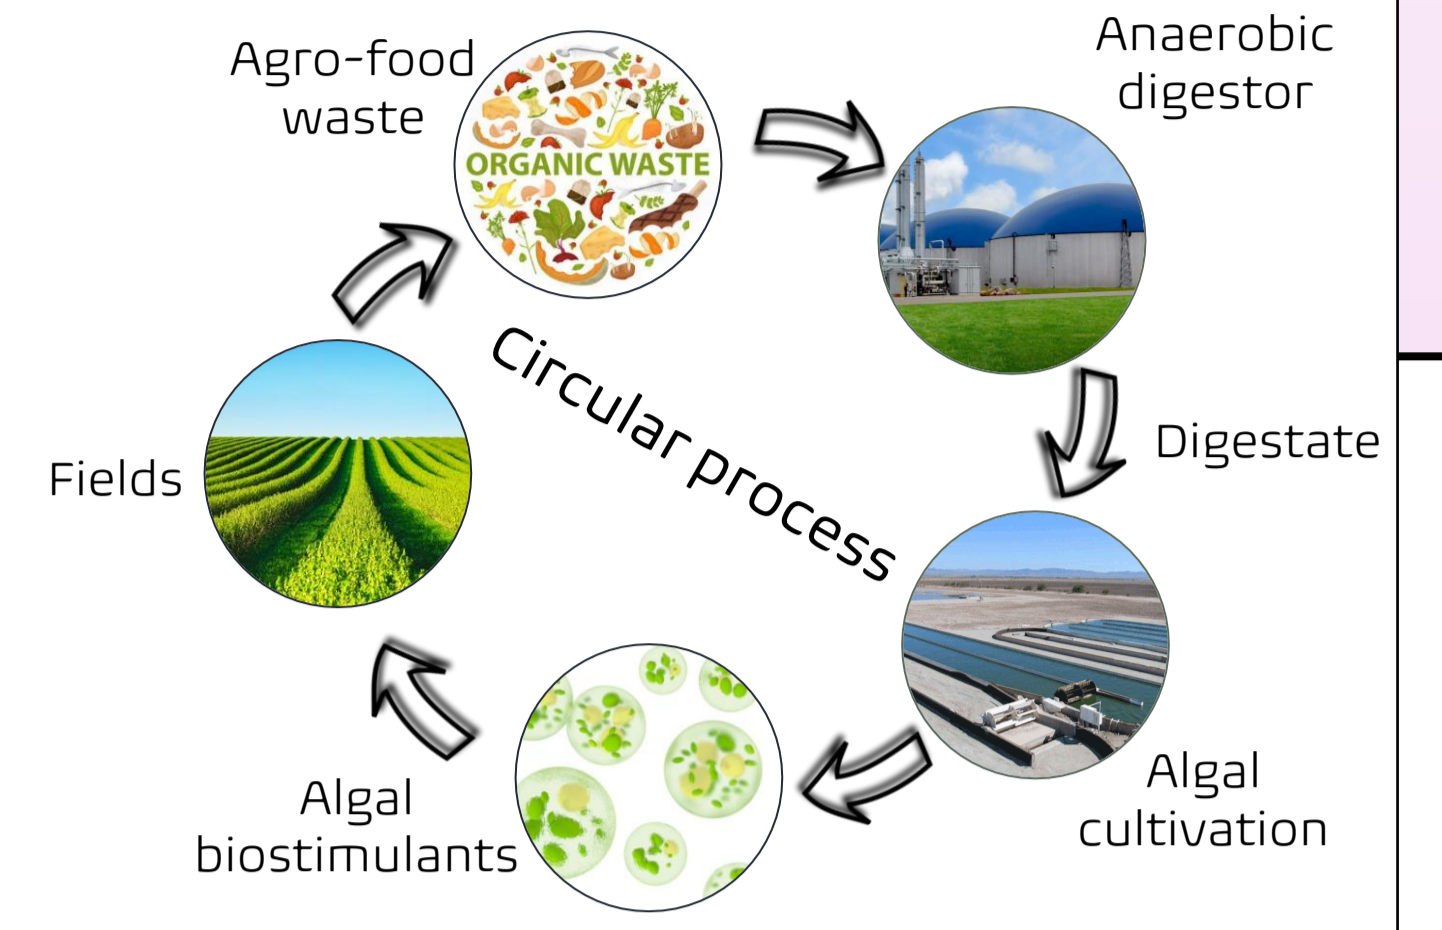 Agro-food
waste
ORGANIC WASTE
Anaerobic
digestor
Digestate
Circular process
Fields
Algal
cultivation
Algal
biostimulants